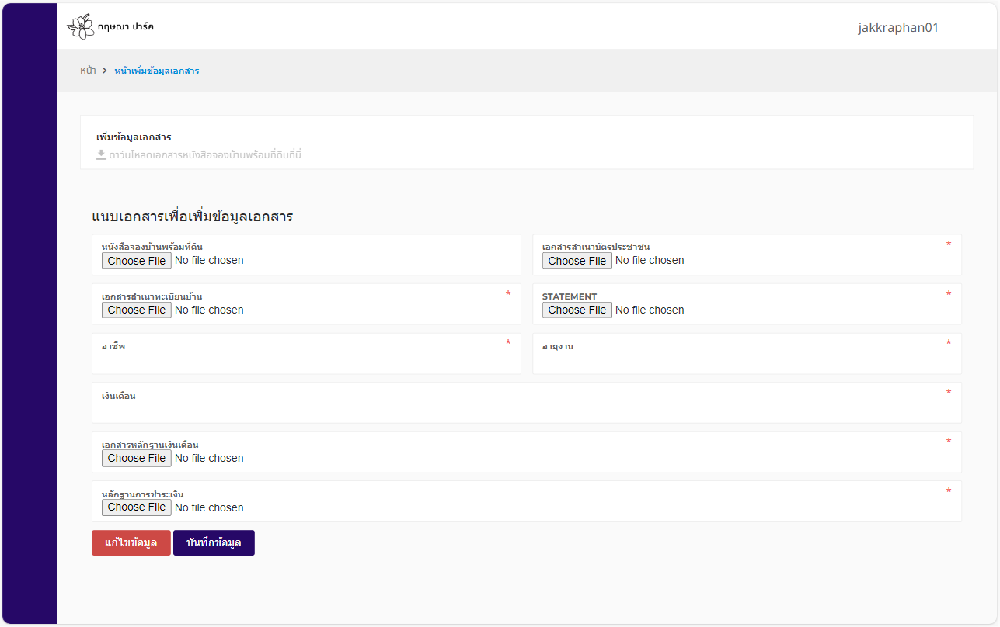 กฤษณา ปาร์ค
jakkraphan01
หน้า > หน้าเพิ่มข้อมูลเอกสาร
เพิ่มข้อมูลเอกสาร
ดาว์นโหลดเอกสารหนังสือจองบ้านพร้อมที่ดินที่นี่
แนบเอกสารเพื่อเพิ่มข้อมูลเอกสาร
หนังสือจองบ้านพร้อมที่ดิน
Choose File No file chosen
เอกสารสำเนาบัตรประชาชน *
Choose File No file chosen
เอกสารสำเนาทะเบียนบ้าน *
Choose File No file chosen
STATEMENT *
Choose File No file chosen
อาชีพ *
อายุงาน *
เงินเดือน *
เอกสารหลักฐานเงินเดือน *
Choose File No file chosen
หลักฐานการชำระเงิน *
Choose File No file chosen
แก้ไขข้อมูล บันทึกข้อมูล